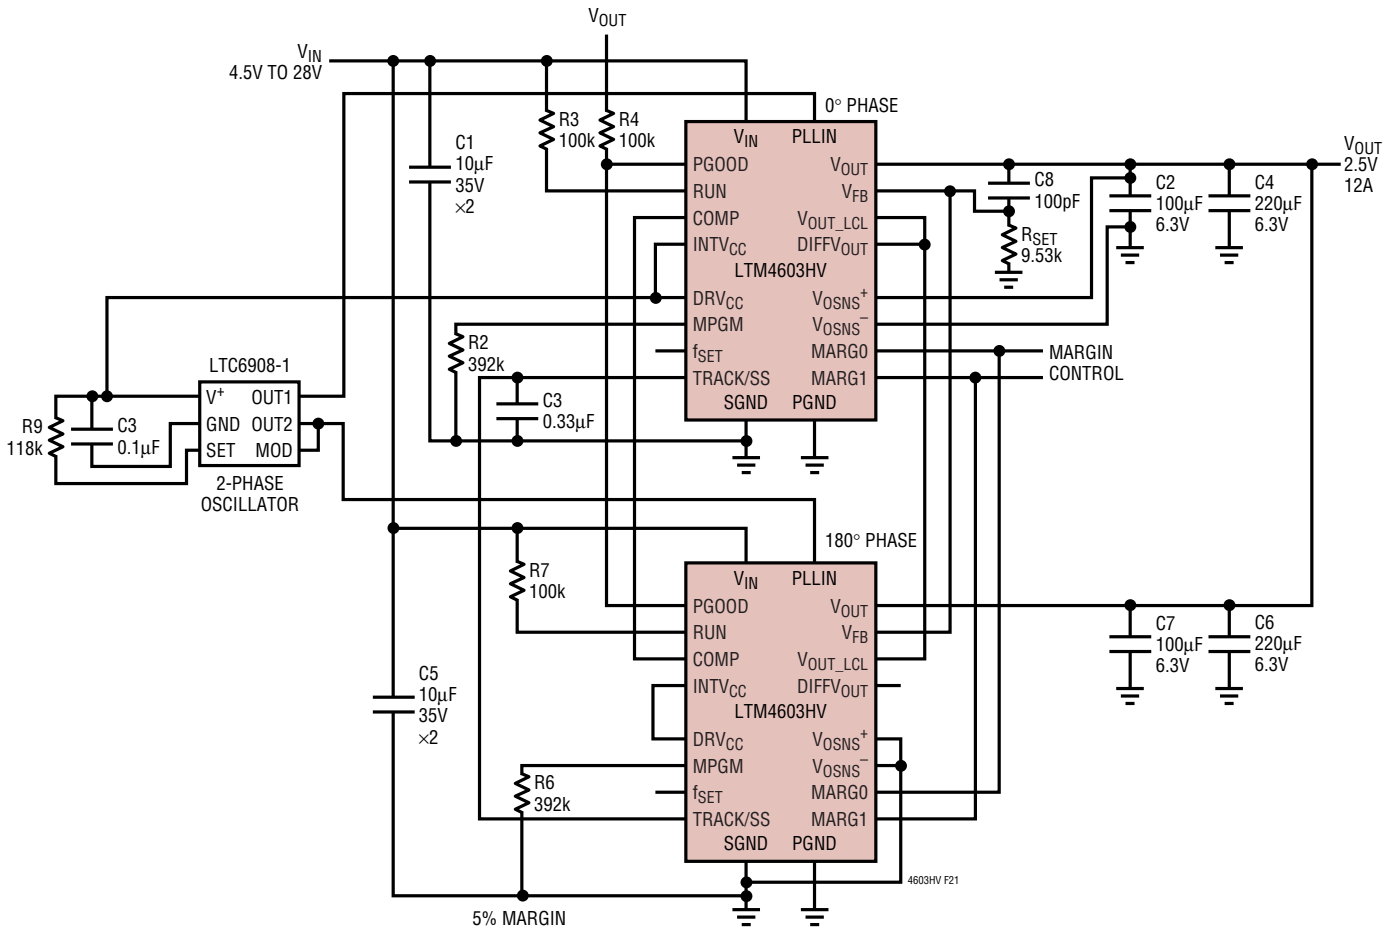 VOUT
VIN
4.5V TO 28V
0° PHASE
R3
100k
R4
100k
C1
10µF
35V
×2
VIN
PLLIN
PGOOD
RUN
COMP
INTVCC
LTM4603HV
DRVCC
MPGM
fSET
TRACK/SS
SGND
PGND
VOUT
VFB
VOUT_LCL
DIFFVOUT
VOSNS+
VOSNS–
MARG0
MARG1
C8
100pF
RSET
9.53k
C2
100µF
6.3V
C4
220µF
6.3V
VOUT
2.5V
12A
MARGIN
CONTROL
R2
392k
C3
0.33µF
LTC6908-1
V+
OUT1
GND
OUT2
SET
MOD
R9
118k
C3
0.1µF
2-PHASE
OSCILLATOR
180° PHASE
R7
100k
C5
10µF
35V
×2
VIN
PLLIN
PGOOD
RUN
COMP
INTVCC
LTM4603HV
DRVCC
MPGM
fSET
TRACK/SS
SGND
PGND
VOUT
VFB
VOUT_LCL
DIFFVOUT
VOSNS+
VOSNS–
MARG0
MARG1
C7
100µF
6.3V
C6
220µF
6.3V
R6
392k
4603HV F21
5% MARGIN